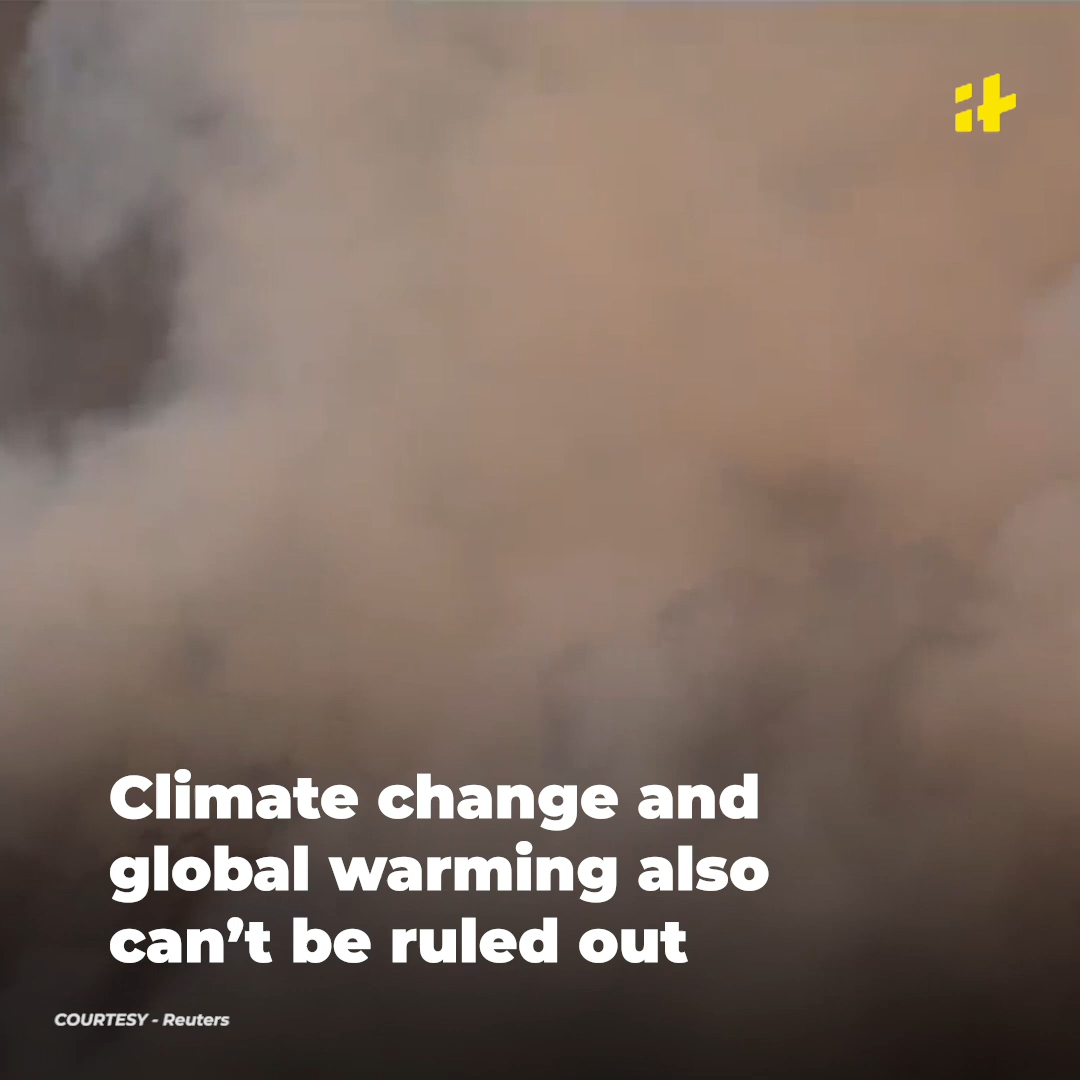 Climate change and
global warming also
can’t be ruled out
COURTESY - Reuters